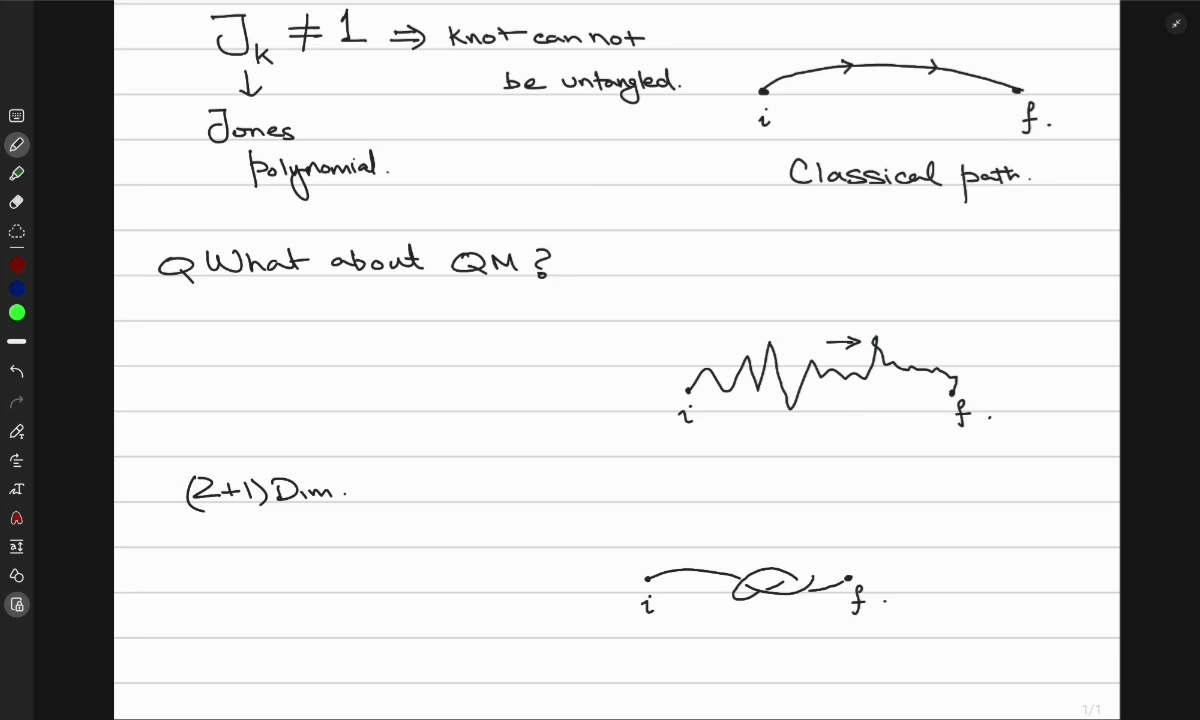 J_K ≠ 1 ⇒ Knot can not
be untangled.
↓
Jones
polynomial.
i f.
Classical path.
Q What about QM?
i f.
(2+1) Dim.
i f.
1/1